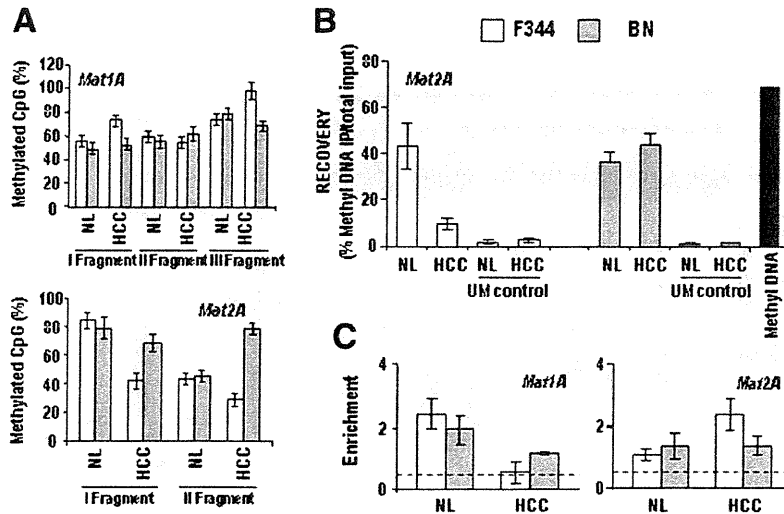 A
Mat1A
Methylated CpG (%)
120
100
80
60
40
20
0
NL
HCC
NL
HCC
NL
HCC
I Fragment
II Fragment
III Fragment
Mat2A
Methylated CpG (%)
100
80
60
40
20
0
NL
HCC
NL
HCC
I Fragment
II Fragment
B
F344
BN
Mat2A
RECOVERY
(% Methyl DNA IP/total input)
80
60
40
20
0
NL
HCC
NL
HCC
UM control
NL
HCC
NL
HCC
UM control
Methyl DNA
C
Mat1A
Enrichment
4
2
0
NL
HCC
Mat2A
4
2
0
NL
HCC